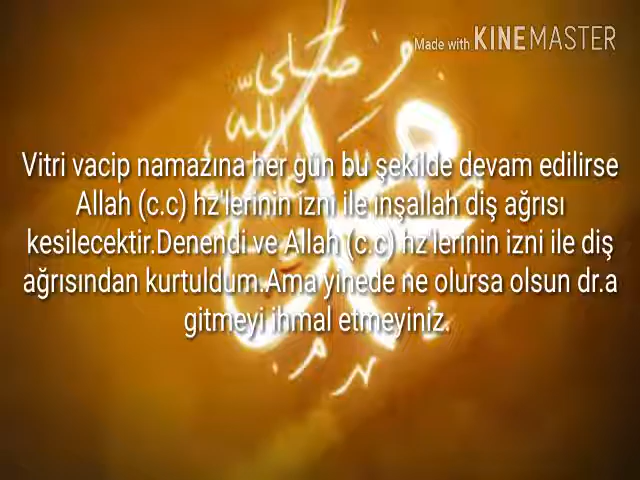 Made with KINEMASTER
صلى الله
Vitri vacip namazına her gün bu şekilde devam edilirse
Allah (c.c) hz'lerinin izni ile inşallah diş ağrısı
kesilecektir.Denendi ve Allah (c.c) hz'lerinin izni ile diş
ağrısından kurtuldum.Ama yinede ne olursa olsun dr.a
gitmeyi ihmal etmeyiniz.